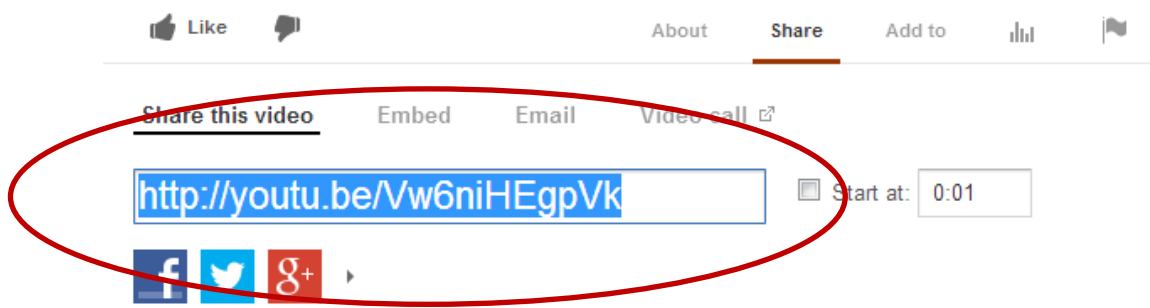 Like About Share Add to
Share this video Embed Email Video call
http://youtu.be/Vw6niHEgpVk Start at: 0:01
f g+